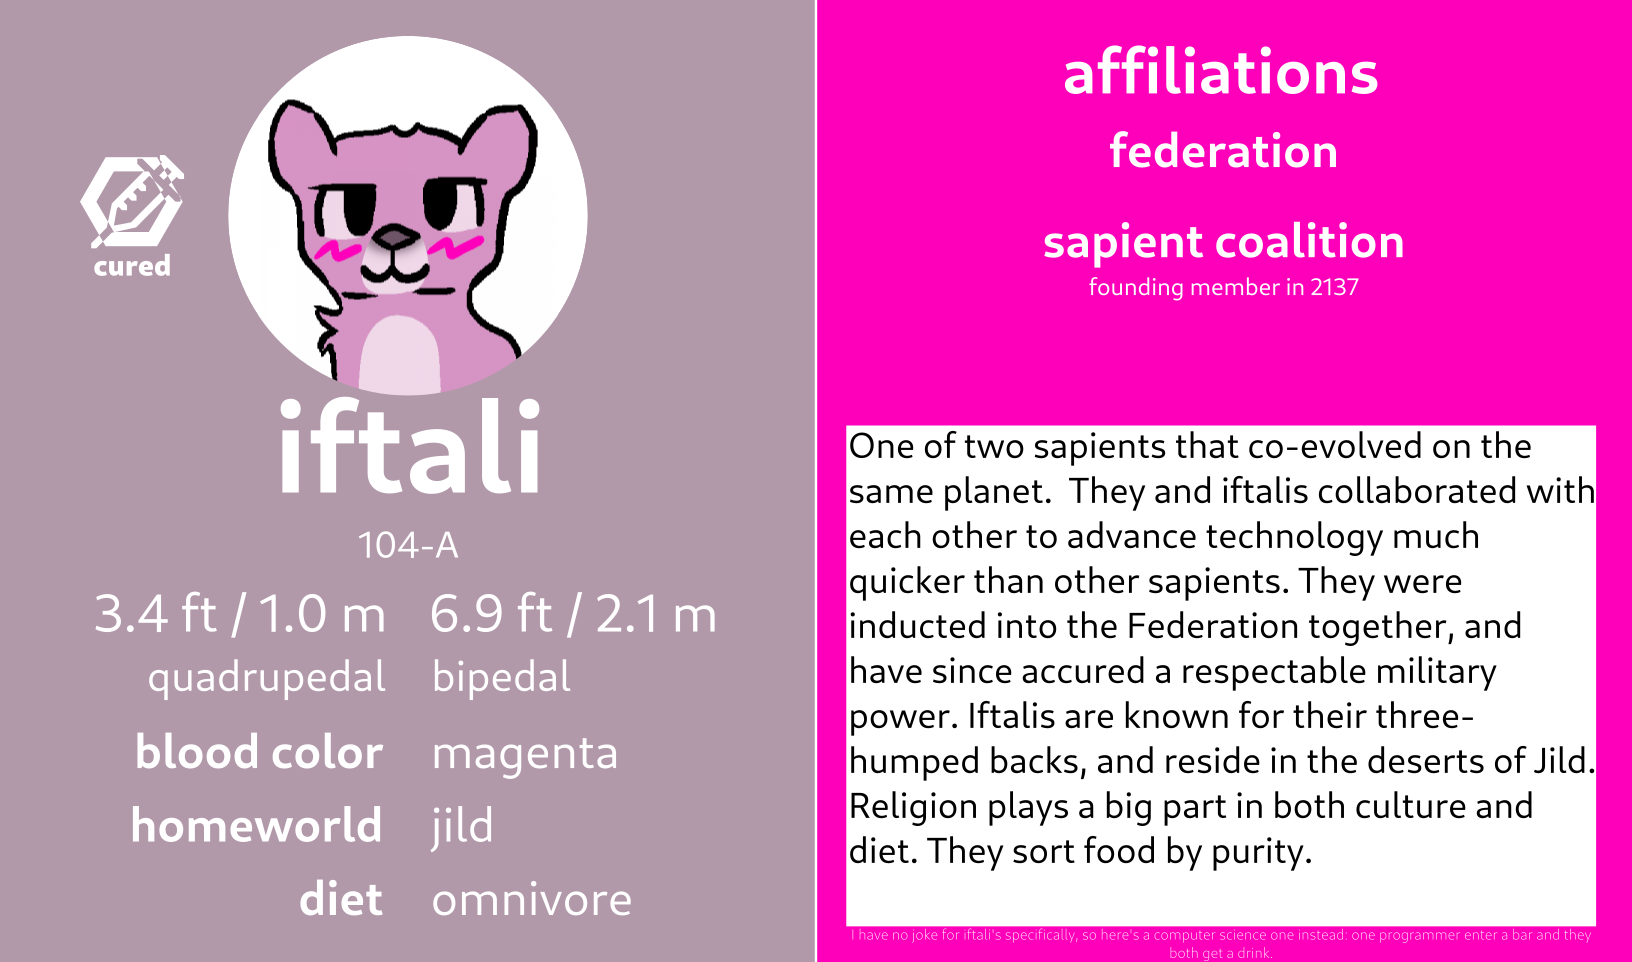 cured
iftali
104-A
3.4 ft / 1.0 m 6.9 ft / 2.1 m
quadrupedal bipedal
blood color magenta
homeworld jild
diet omnivore
affiliations
federation
sapient coalition
founding member in 2137
One of two sapients that co-evolved on the
same planet.  They and iftalis collaborated with
each other to advance technology much
quicker than other sapients. They were
inducted into the Federation together, and
have since accured a respectable military
power. Iftalis are known for their three-
humped backs, and reside in the deserts of Jild.
Religion plays a big part in both culture and
diet. They sort food by purity.
I have no joke for iftali's specifically, so here's a computer science one instead: one programmer enter a bar and they
both get a drink.